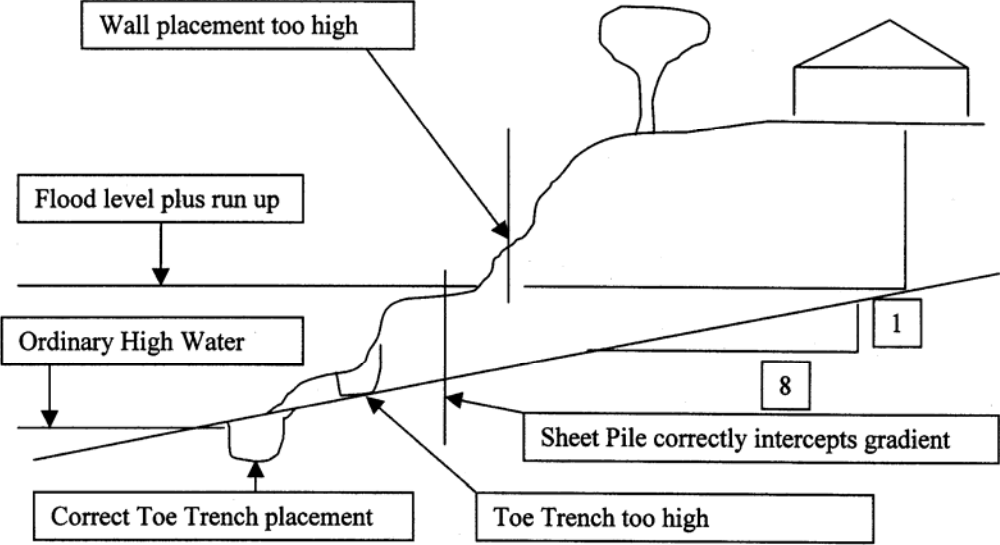 Wall placement too high
Flood level plus run up
Ordinary High Water
1
8
Sheet Pile correctly intercepts gradient
Correct Toe Trench placement
Toe Trench too high